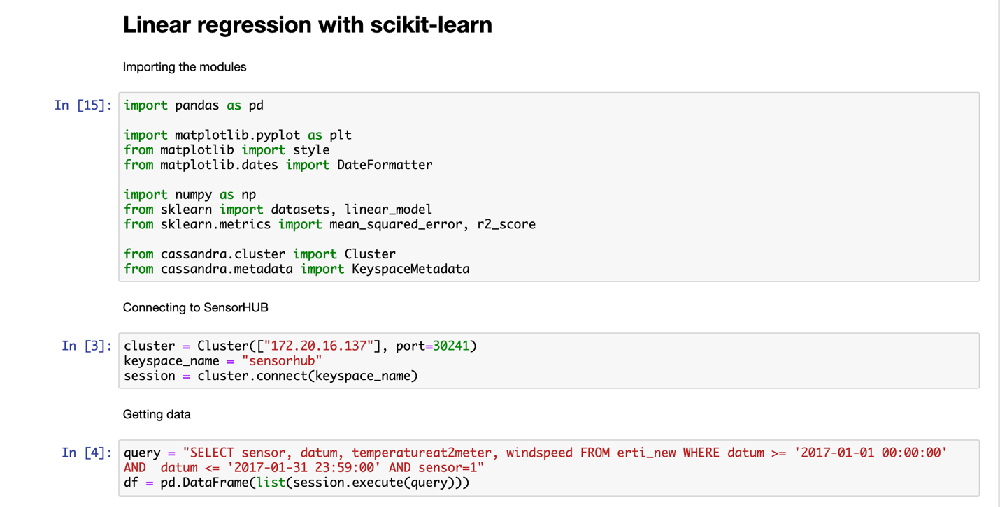 Linear regression with scikit-learn
Importing the modules
In [15]:
import pandas as pd
import matplotlib.pyplot as plt
from matplotlib import style
from matplotlib.dates import DateFormatter
import numpy as np
from sklearn import datasets, linear_model
from sklearn.metrics import mean_squared_error, r2_score
from cassandra.cluster import Cluster
from cassandra.metadata import KeyspaceMetadata
Connecting to SensorHUB
In [3]:
cluster = Cluster(["172.20.16.137"], port=30241)
keyspace_name = "sensorhub"
session = cluster.connect(keyspace_name)
Getting data
In [4]:
query = "SELECT sensor, datum, temperatureat2meter, windspeed FROM erti_new WHERE datum >= '2017-01-01 00:00:00'
AND  datum <= '2017-01-31 23:59:00' AND sensor=1"
df = pd.DataFrame(list(session.execute(query)))